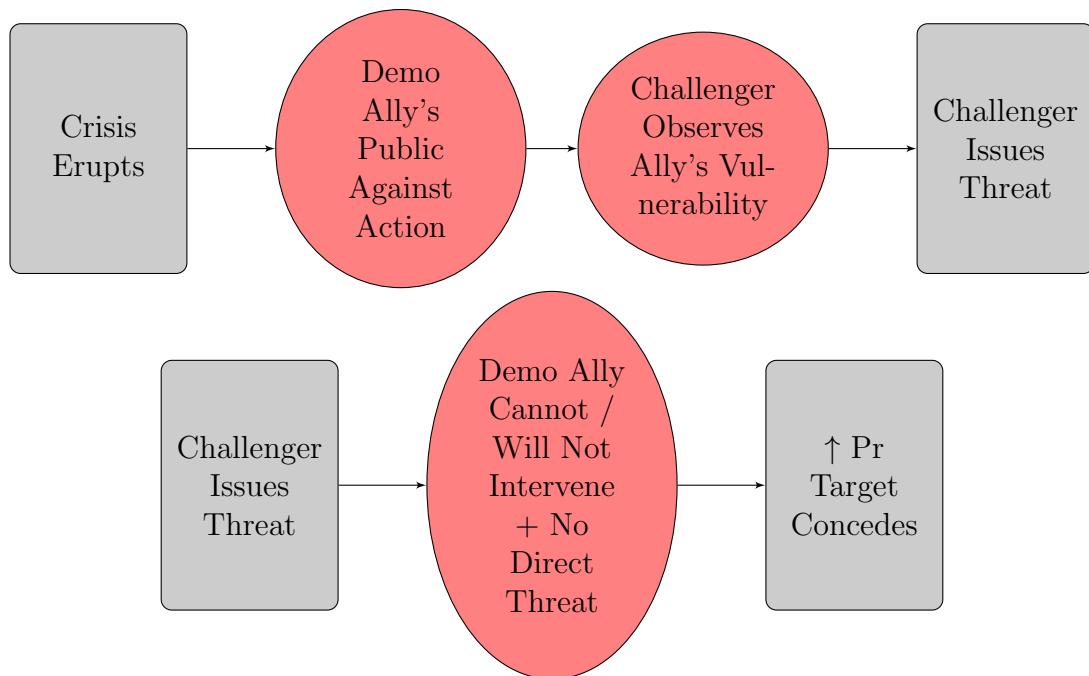 Crisis
Erupts
Demo
Ally's
Public
Against
Action
Challenger
Observes
Ally's Vul-
nerability
Challenger
Issues
Threat
Challenger
Issues
Threat
Demo Ally
Cannot /
Will Not
Intervene
+ No
Direct
Threat
↑ Pr
Target
Concedes